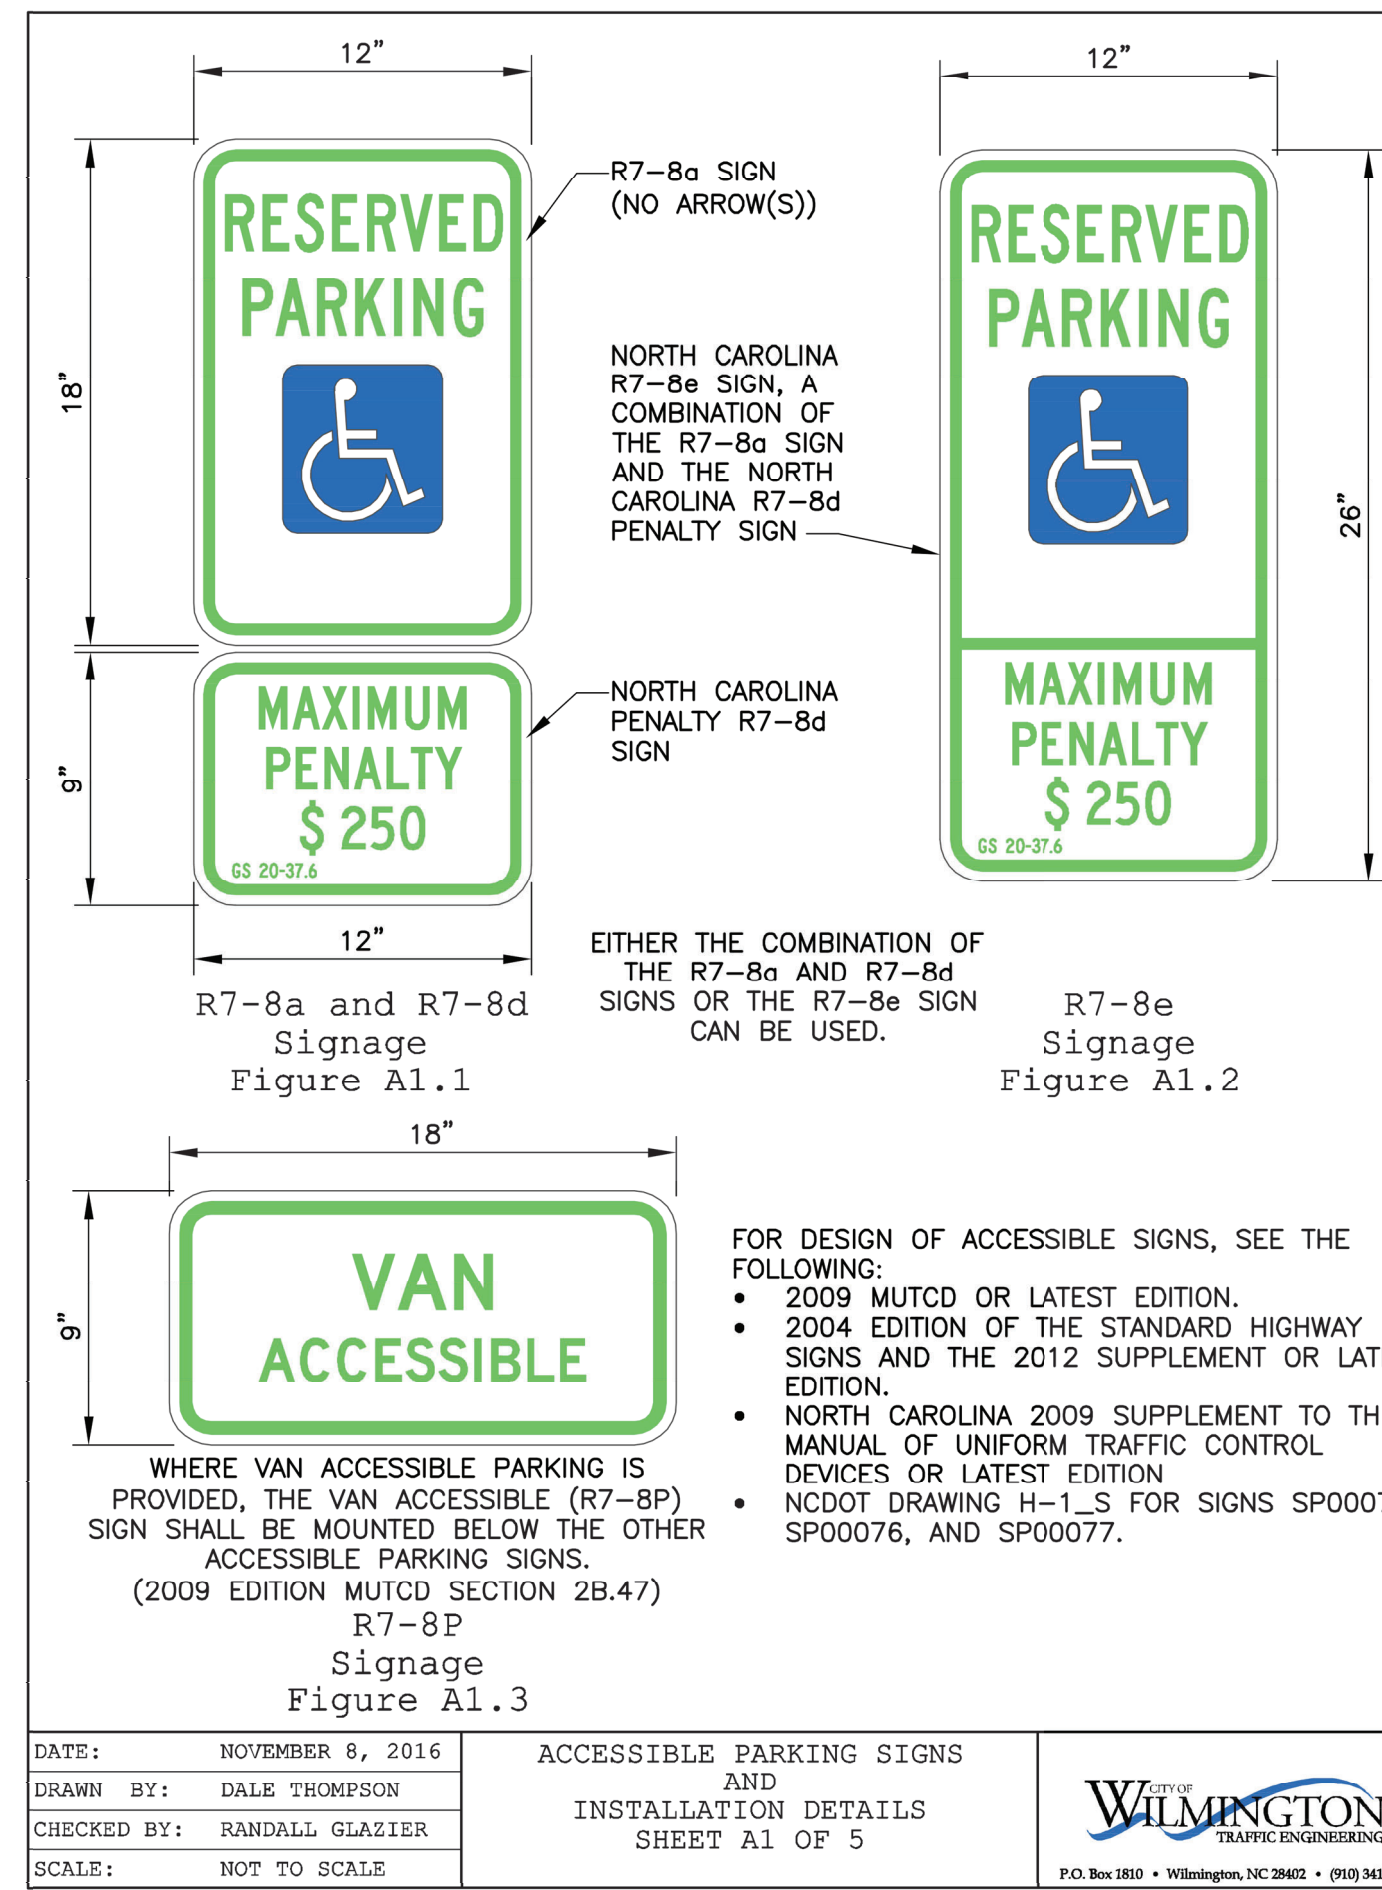 12"
RESERVED
PARKING
18"
R7-8a SIGN
(NO ARROW(S))
MAXIMUM
PENALTY
$ 250
GS 20-37.6
9"
12"
NORTH CAROLINA
PENALTY R7-8d
SIGN
R7-8a and R7-8d
Signage
Figure A1.1
NORTH CAROLINA
R7-8e SIGN, A
COMBINATION OF
THE R7-8a SIGN
AND THE NORTH
CAROLINA R7-8d
PENALTY SIGN
12"
RESERVED
PARKING
26"
MAXIMUM
PENALTY
$ 250
GS 20-37.6
EITHER THE COMBINATION OF
THE R7-8a AND R7-8d
SIGNS OR THE R7-8e SIGN
CAN BE USED.
R7-8e
Signage
Figure A1.2
18"
9"
VAN
ACCESSIBLE
WHERE VAN ACCESSIBLE PARKING IS
PROVIDED, THE VAN ACCESSIBLE (R7-8P)
SIGN SHALL BE MOUNTED BELOW THE OTHER
ACCESSIBLE PARKING SIGNS.
(2009 EDITION MUTCD SECTION 2B.47)
R7-8P
Signage
Figure A1.3
FOR DESIGN OF ACCESSIBLE SIGNS, SEE THE
FOLLOWING:
• 2009 MUTCD OR LATEST EDITION.
• 2004 EDITION OF THE STANDARD HIGHWAY
SIGNS AND THE 2012 SUPPLEMENT OR
EDITION.
• NORTH CAROLINA 2009 SUPPLEMENT TO
MANUAL OF UNIFORM TRAFFIC CONTROL
DEVICES OR LATEST EDITION
• NCDOT DRAWING H-1_S FOR SIGNS
SP00076, AND SP00077.
DATE: NOVEMBER 8, 2016
DRAWN BY: DALE THOMPSON
CHECKED BY: RANDALL GLAZIER
SCALE: NOT TO SCALE
ACCESSIBLE PARKING SIGNS
AND
INSTALLATION DETAILS
SHEET A1 OF 5
CITY OF
WILMINGTON
TRAFFIC ENGINEERING
P.O. Box 1810 • Wilmington, NC 28402 • (910) 341